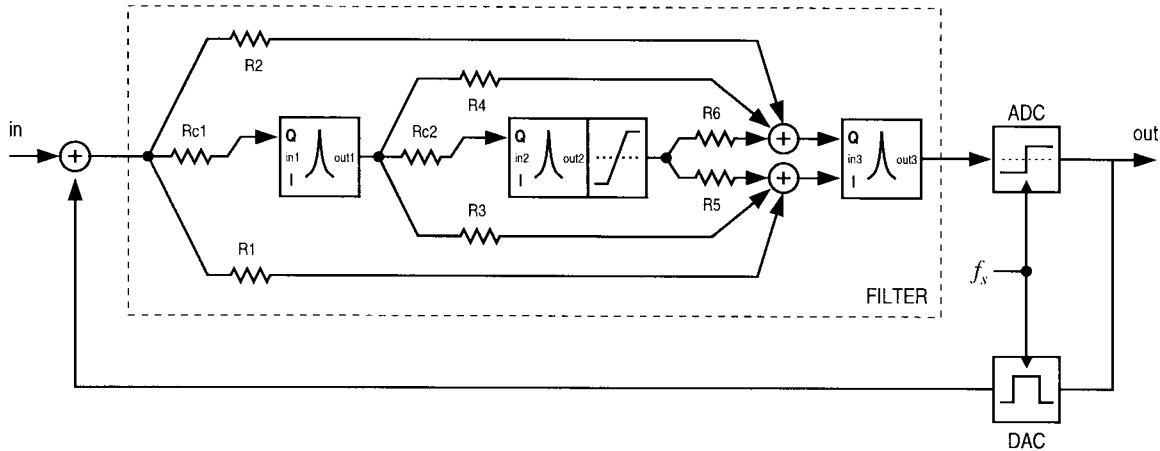 R2
R4
R6
ADC
in
Rc1
Q
in1
out1
I
Rc2
Q
in2
out2
I
Q
in3
out3
I
out
R5
R3
R1
FILTER
fs
DAC